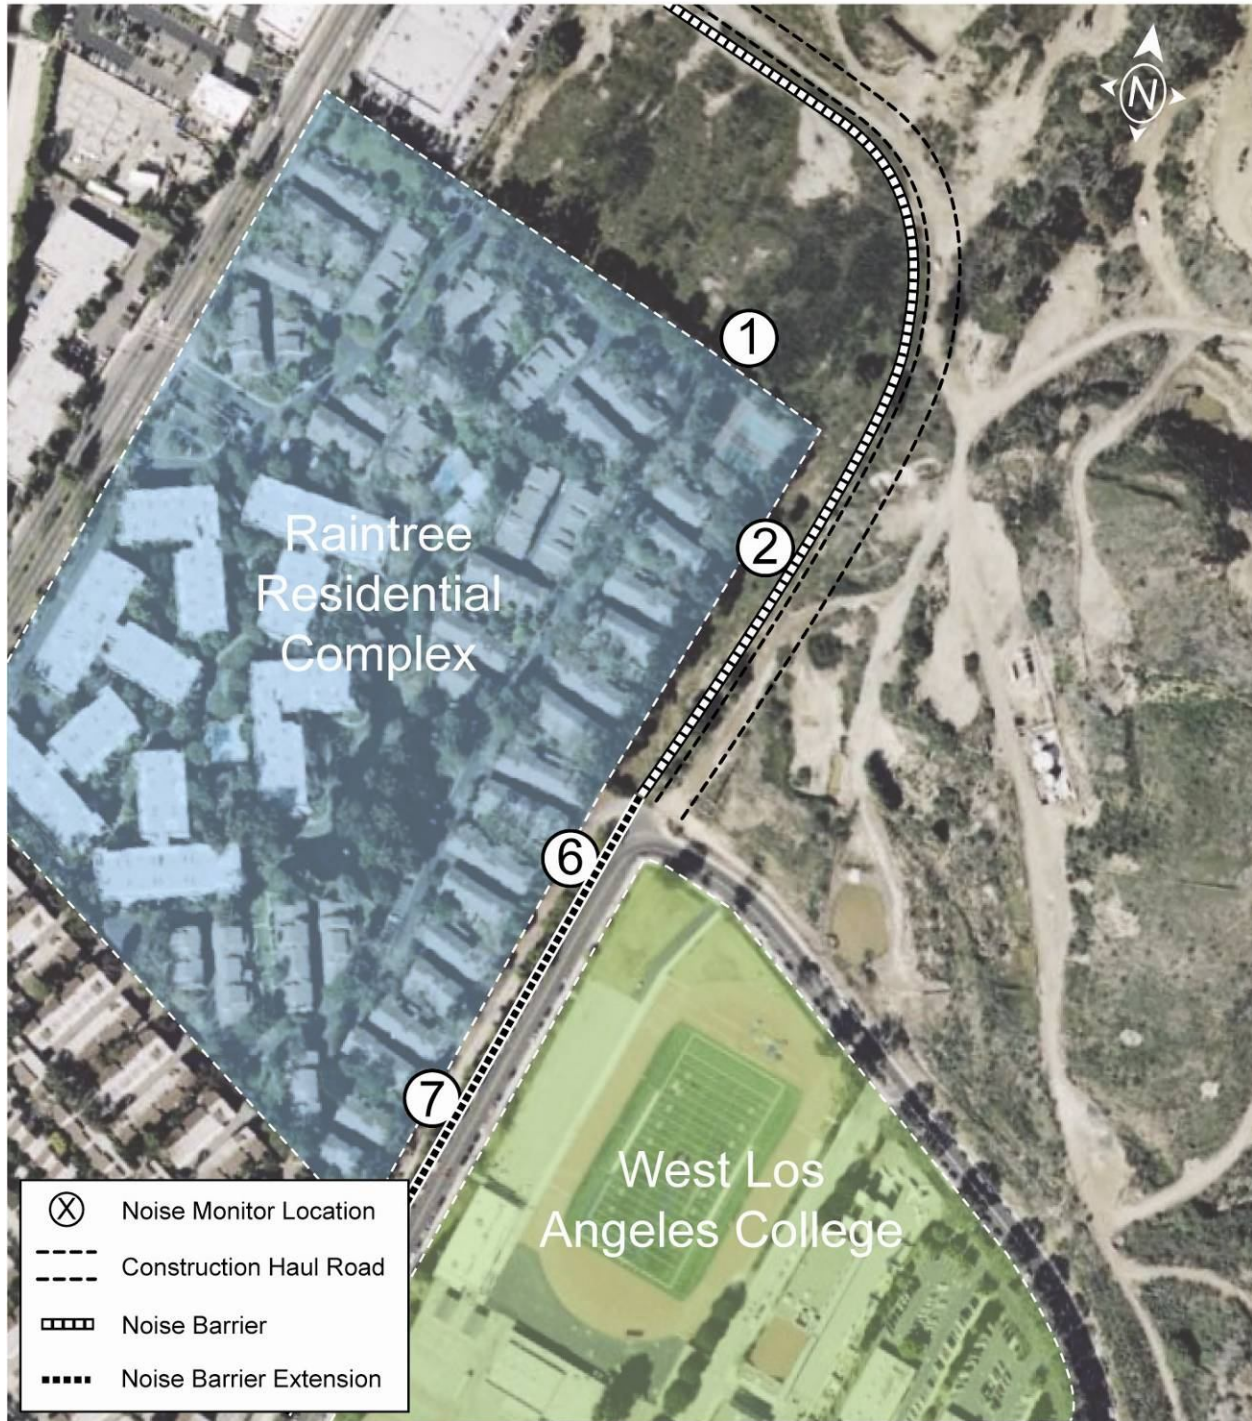 N
1
2
Raintree
Residential
Complex
6
7
West Los
Angeles College
X Noise Monitor Location
Construction Haul Road
Noise Barrier
Noise Barrier Extension